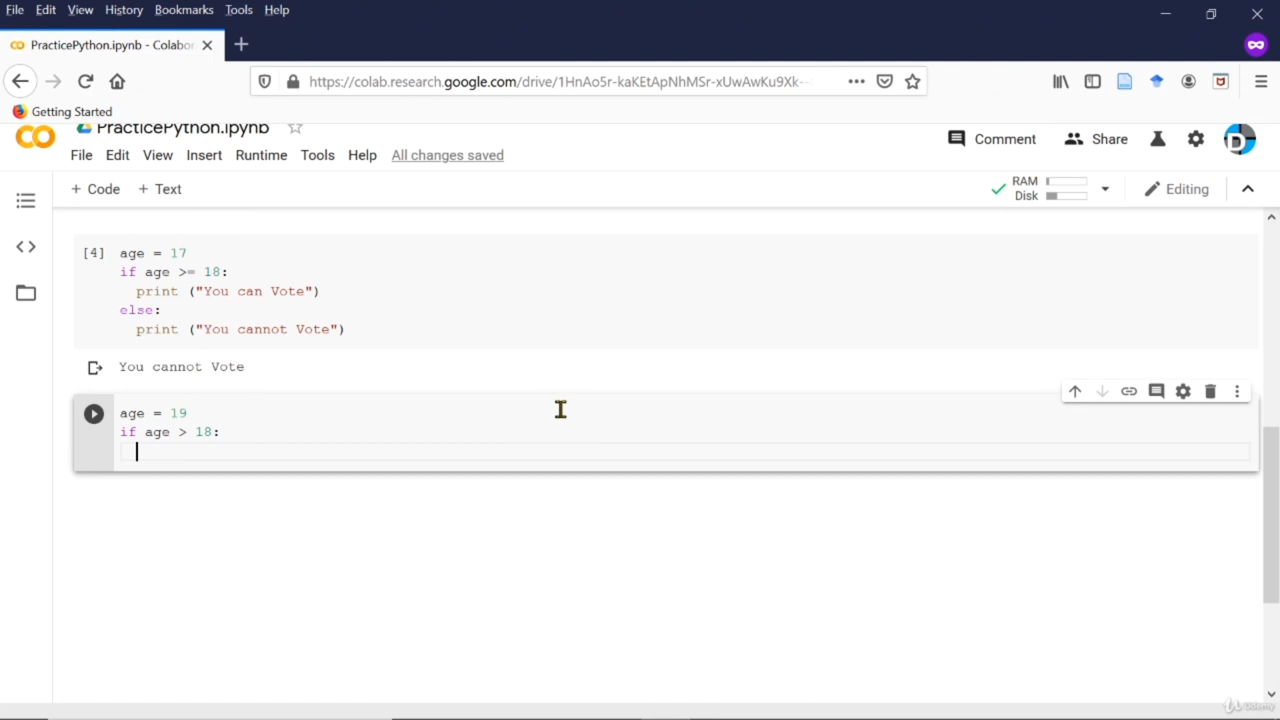 File Edit View History Bookmarks Tools Help
PracticePython.ipynb - Colabor
https://colab.research.google.com/drive/1HnAo5r-kaKEtApNhMSr-xUwAwKu9Xk--
Getting Started
PracticePython.ipynb
Comment Share
File Edit View Insert Runtime Tools Help All changes saved
+ Code + Text
RAM
Disk
Editing
[4] age = 17
if age >= 18:
print ("You can Vote")
else:
print ("You cannot Vote")
You cannot Vote
age = 19
if age > 18:
Udemy